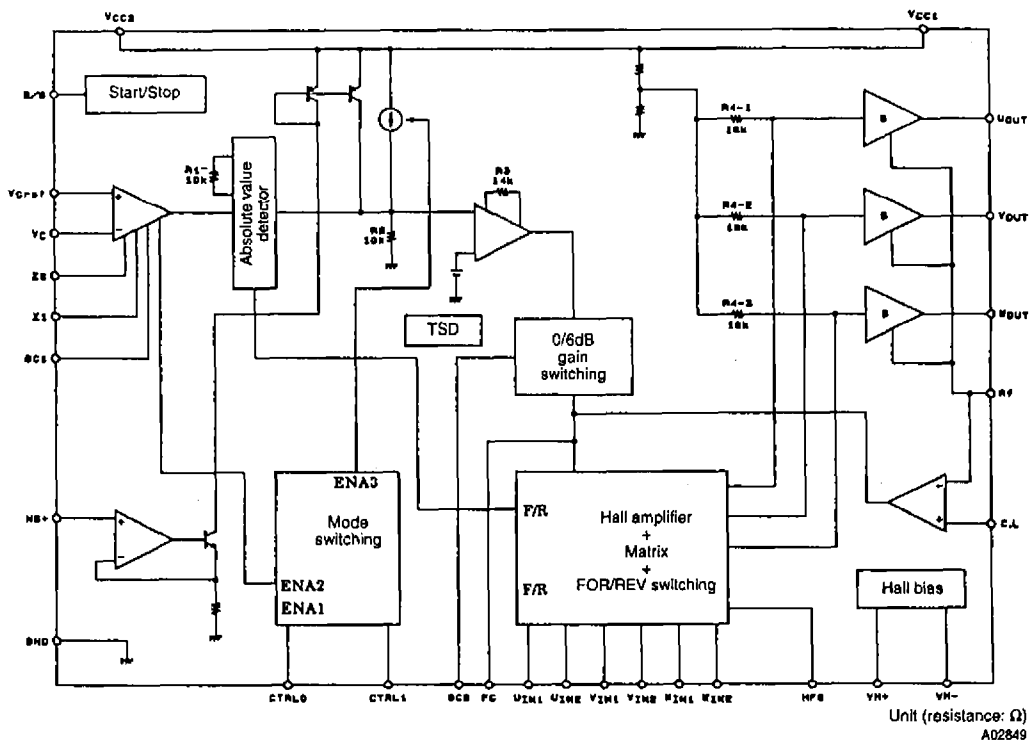 VCC2
VCC1
S/S
Start/Stop
R4-1
10k
B
UOUT
R1-
10k
Absolute value
detector
R3
14k
VCref
VC
R2
10k
R4-2
10k
B
VOUT
TSD
R4-3
10k
B
WOUT
0/6dB
gain
switching
Rf
ENA3
Mode
switching
ENA2
ENA1
F/R
F/R
Hall amplifier
+
Matrix
+
FOR/REV switching
+
-
C.L
Hall bias
+
-
+
-
GND
CTRL0
CTRL1
FC
UIN1
UIN2
VIN1
VIN2
WIN1
WIN2
VH+
VH-
Unit (resistance: Ω)
A02849